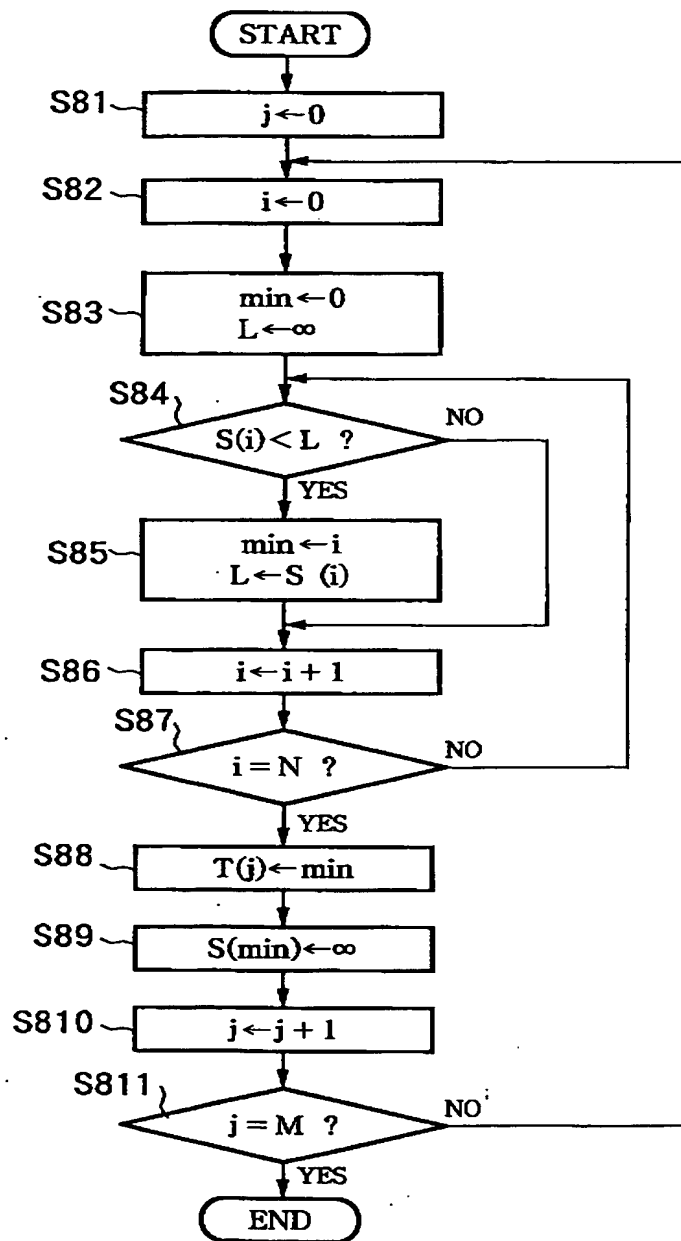 START
S81
j←0
S82
i←0
S83
min←0
L←∞
S84
S(i)<L ?
NO
YES
S85
min←i
L←S (i)
S86
i←i+1
S87
i=N ?
NO
YES
S88
T(j)←min
S89
S(min)←∞
S810
j←j+1
S811
j=M ?
NO
YES
END